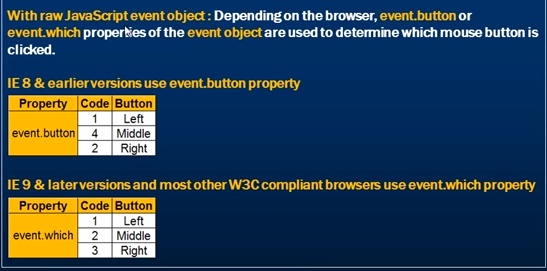 With raw JavaScript event object : Depending on the browser, event.button or
event.which properties of the event object are used to determine which mouse button is
clicked.
IE 8 & earlier versions use event.button property
Property Code Button
1 Left
event.button 4 Middle
2 Right
IE 9 & later versions and most other W3C compliant browsers use event.which property
Property Code Button
1 Left
event.which 2 Middle
3 Right